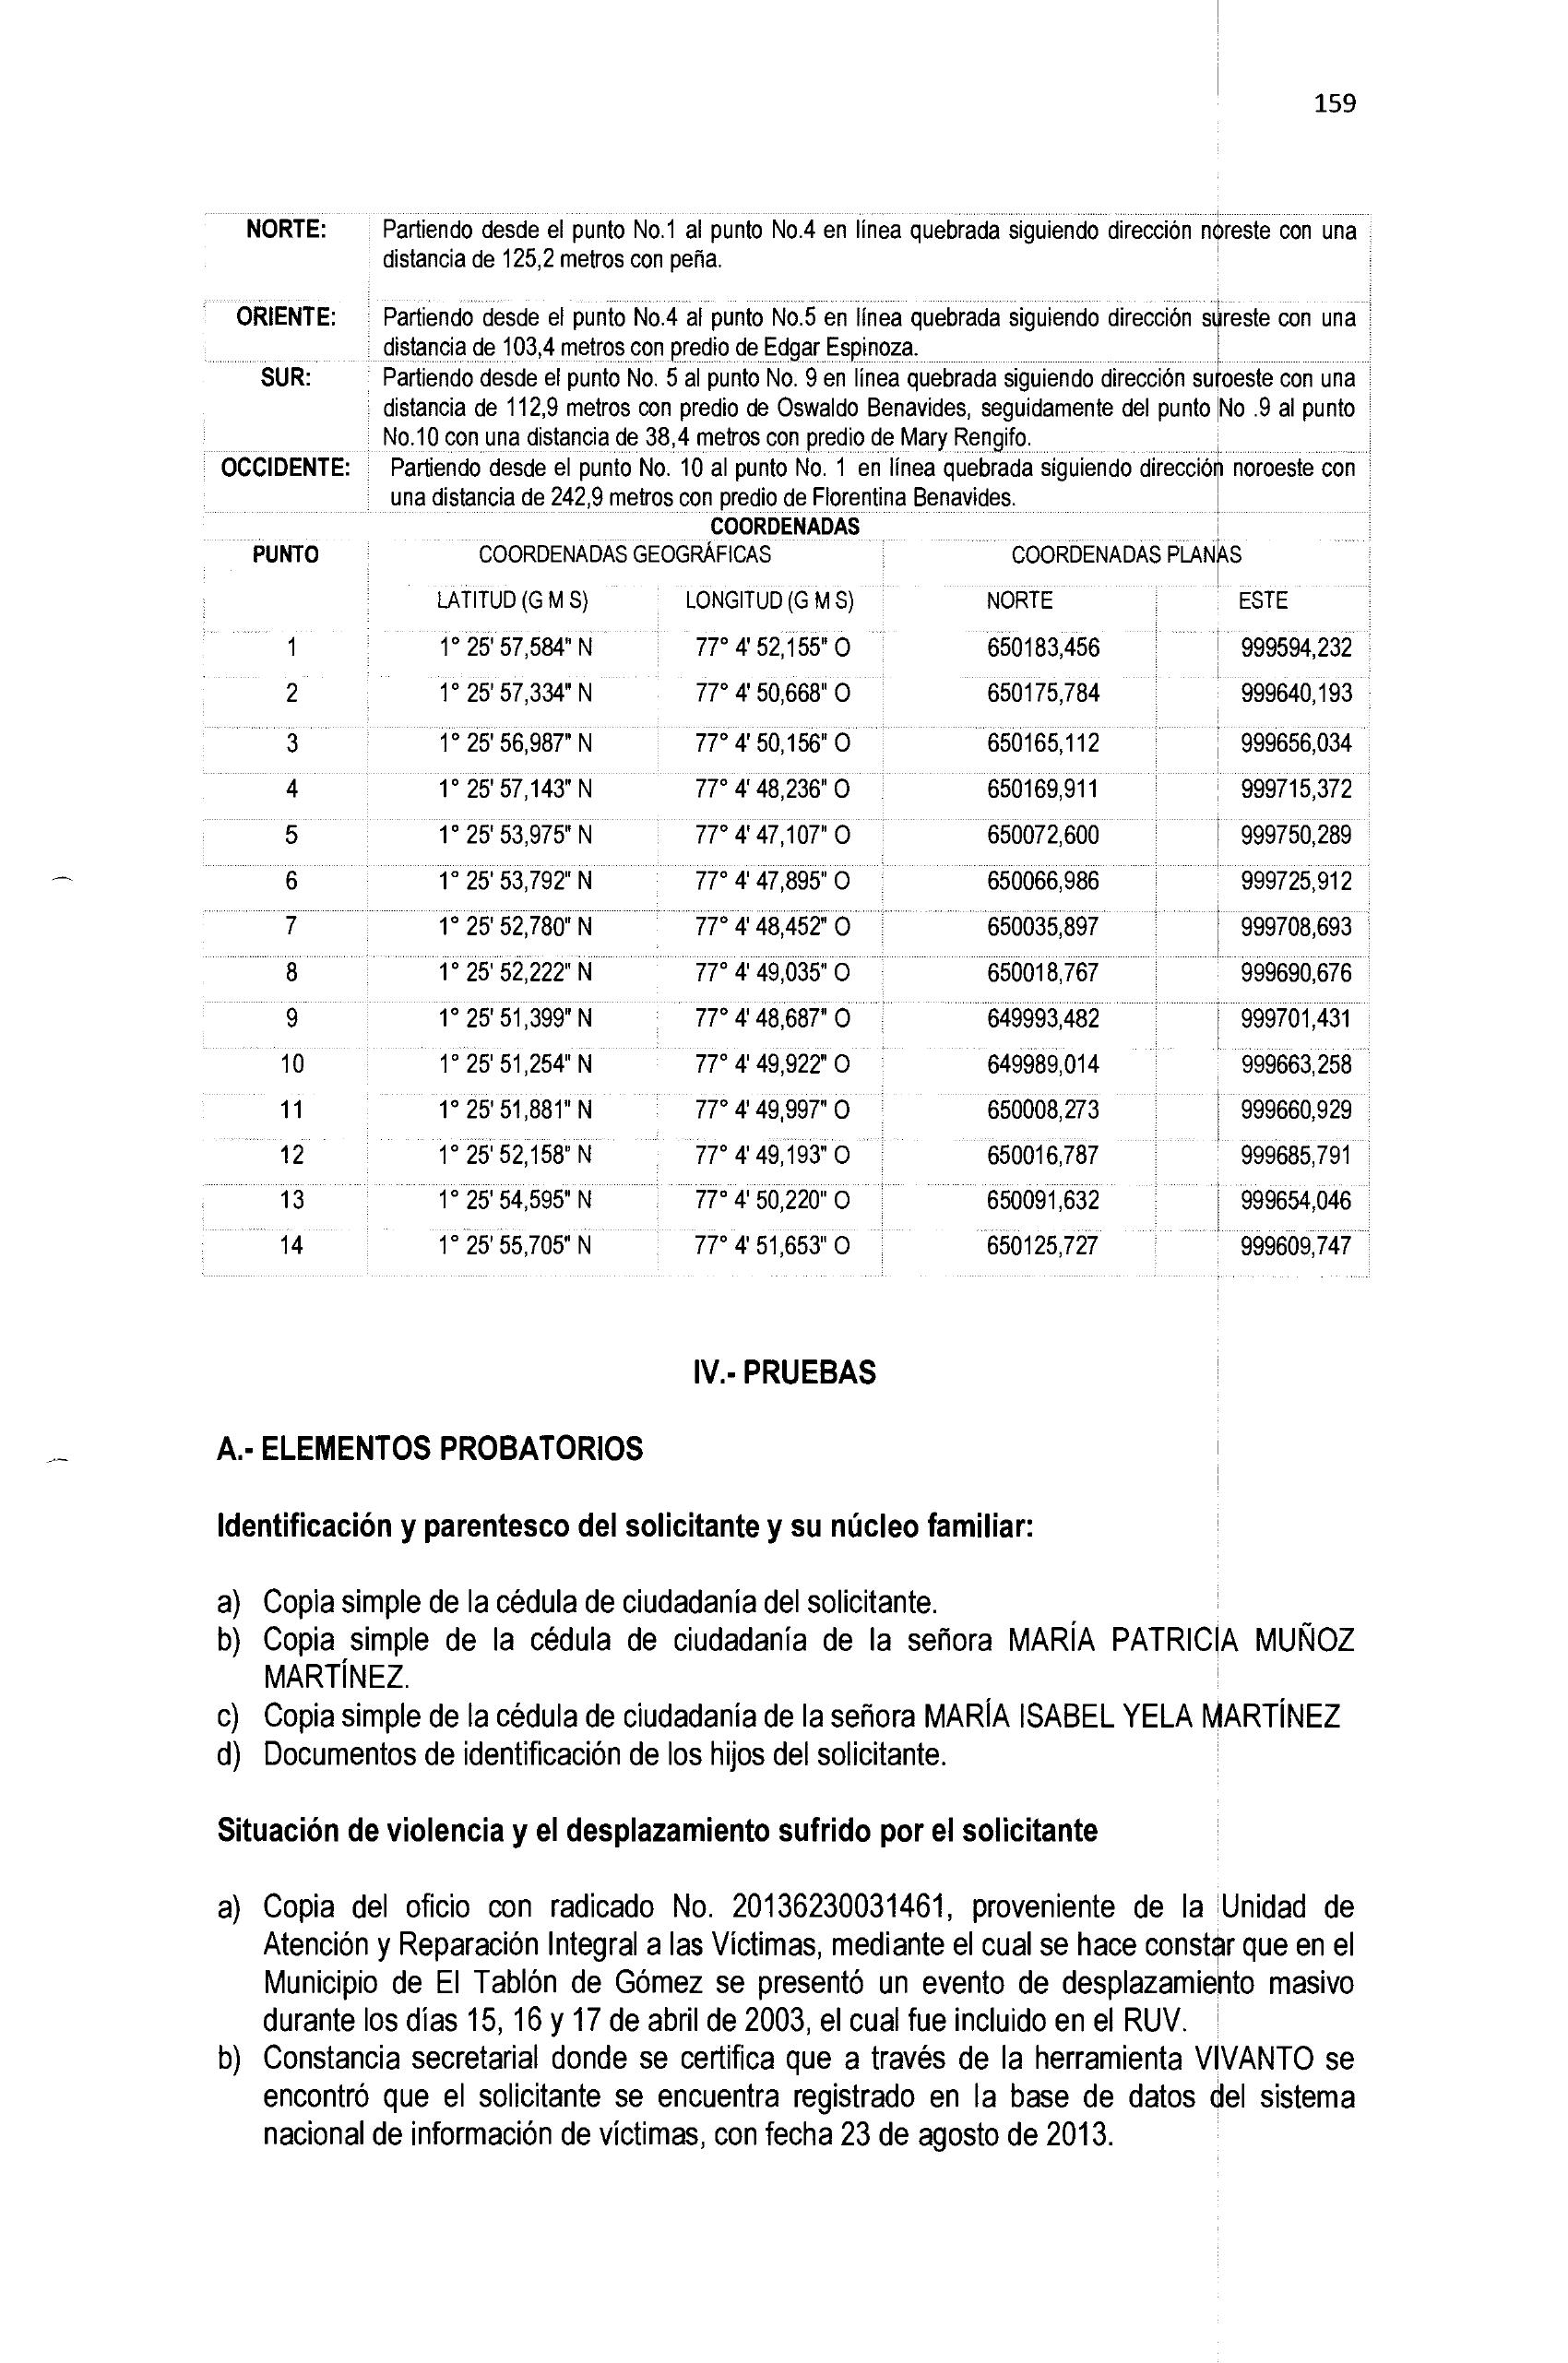 159
NORTE: Partiendo desde el punto No.1 al punto No.4 en línea quebrada siguiendo dirección noreste con una
distancia de 125,2 metros con peña.
ORIENTE: Partiendo desde el punto No.4 al punto No.5 en línea quebrada siguiendo dirección sureste con una
distancia de 103,4 metros con predio de Edgar Espinoza.
SUR: Partiendo desde el punto No. 5 al punto No. 9 en línea quebrada siguiendo dirección suroeste con una
distancia de 112,9 metros con predio de Oswaldo Benavides, seguidamente del punto No .9 al punto
No.10 con una distancia de 38,4 metros con predio de Mary Rengifo.
OCCIDENTE: Partiendo desde el punto No. 10 al punto No. 1 en línea quebrada siguiendo dirección noroeste con
una distancia de 242,9 metros con predio de Florentina Benavides.
COORDENADAS
PUNTO COORDENADAS GEOGRÁFICAS COORDENADAS PLANAS
LATITUD (G M S) LONGITUD (G M S) NORTE ESTE
1 1° 25' 57,584" N 77° 4' 52,155" O 650183,456 999594,232
2 1° 25' 57,334" N 77° 4' 50,668" O 650175,784 999640,193
3 1° 25' 56,987" N 77° 4' 50,156" O 650165,112 999656,034
4 1° 25' 57,143" N 77° 4' 48,236" O 650169,911 999715,372
5 1° 25' 53,975" N 77° 4' 47,107" O 650072,600 999750,289
6 1° 25' 53,792" N 77° 4' 47,895" O 650066,986 999725,912
7 1° 25' 52,780" N 77° 4' 48,452" O 650035,897 999708,693
8 1° 25' 52,222" N 77° 4' 49,035" O 650018,767 999690,676
9 1° 25' 51,399" N 77° 4' 48,687" O 649993,482 999701,431
10 1° 25' 51,254" N 77° 4' 49,922" O 649989,014 999663,258
11 1° 25' 51,881" N 77° 4' 49,997" O 650008,273 999660,929
12 1° 25' 52,158" N 77° 4' 49,193" O 650016,787 999685,791
13 1° 25' 54,595" N 77° 4' 50,220" O 650091,632 999654,046
14 1° 25' 55,705" N 77° 4' 51,653" O 650125,727 999609,747
IV.- PRUEBAS
A.- ELEMENTOS PROBATORIOS
Identificación y parentesco del solicitante y su núcleo familiar:
a) Copia simple de la cédula de ciudadanía del solicitante.
b) Copia simple de la cédula de ciudadanía de la señora MARÍA PATRICIA MUÑOZ
MARTÍNEZ.
c) Copia simple de la cédula de ciudadanía de la señora MARÍA ISABEL YELA MARTÍNEZ
d) Documentos de identificación de los hijos del solicitante.
Situación de violencia y el desplazamiento sufrido por el solicitante
a) Copia del oficio con radicado No. 20136230031461, proveniente de la Unidad de
Atención y Reparación Integral a las Víctimas, mediante el cual se hace constar que en el
Municipio de El Tablón de Gómez se presentó un evento de desplazamiento masivo
durante los días 15, 16 y 17 de abril de 2003, el cual fue incluido en el RUV.
b) Constancia secretarial donde se certifica que a través de la herramienta VIVANTO se
encontró que el solicitante se encuentra registrado en la base de datos del sistema
nacional de información de víctimas, con fecha 23 de agosto de 2013.